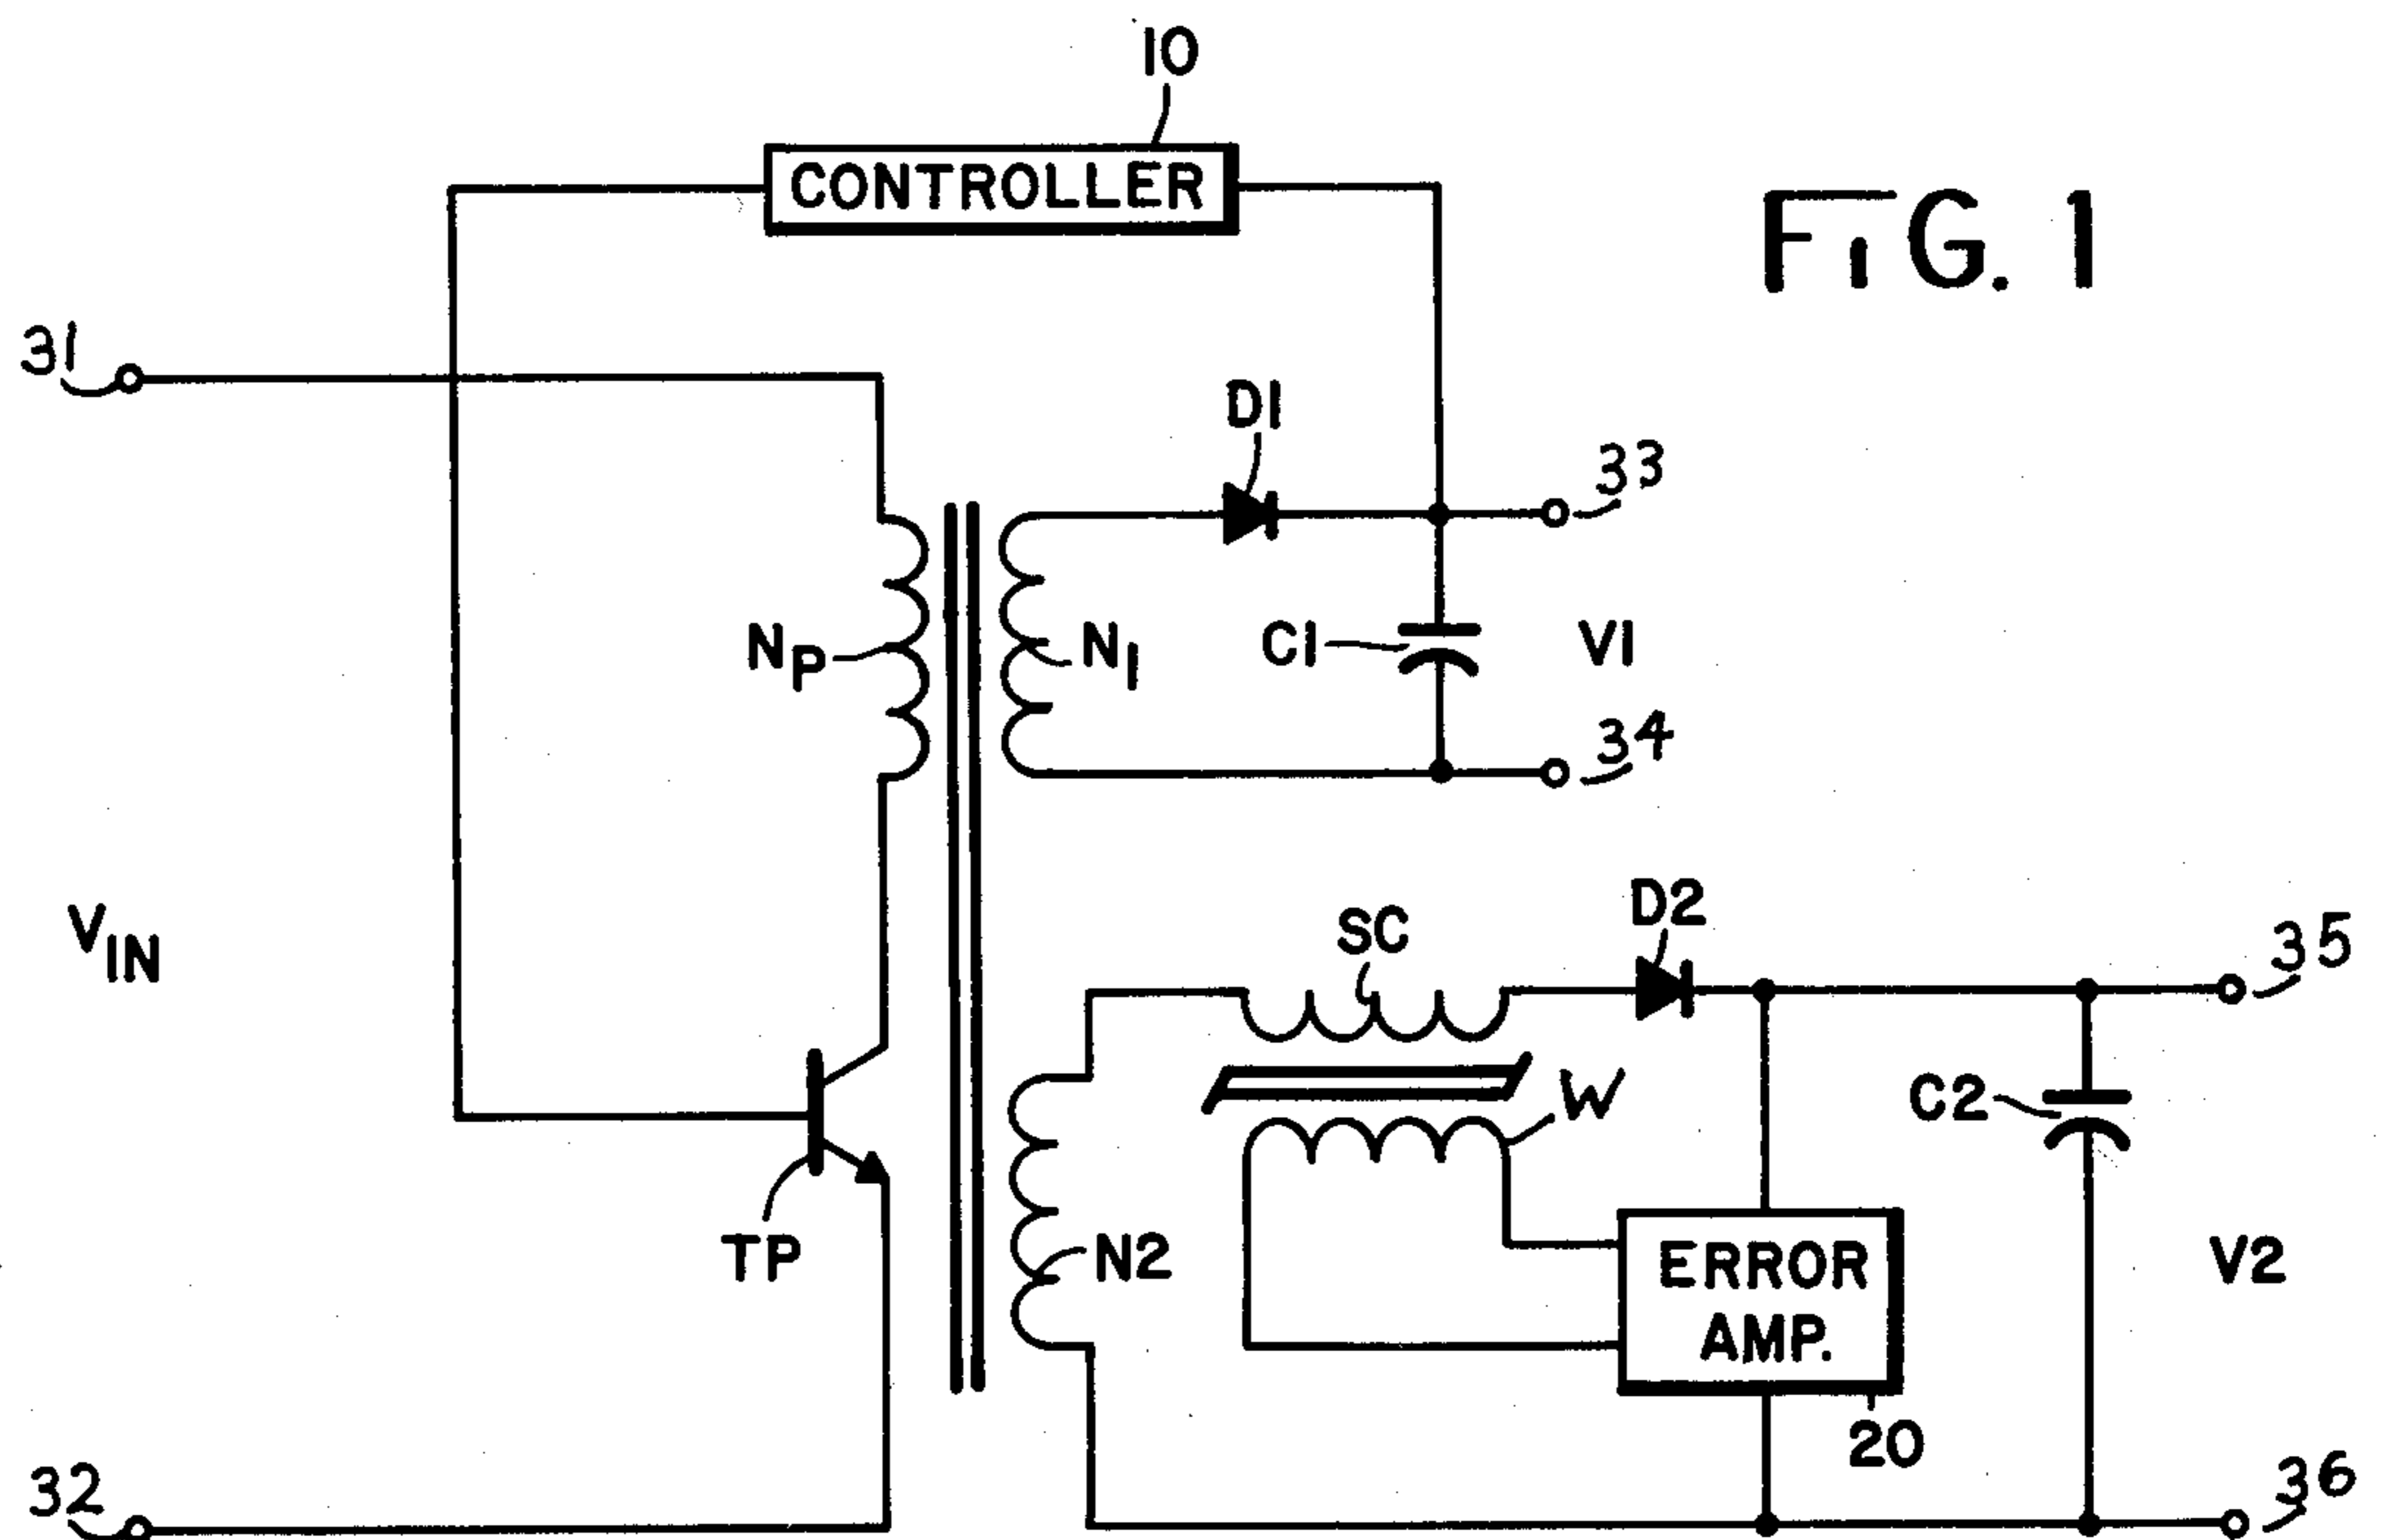 10
CONTROLLER
FIG. 1
31
D1
33
NP
N1
C1
V1
34
VIN
SC
D2
35
W
C2
TP
N2
ERROR
AMP.
V2
20
32
36